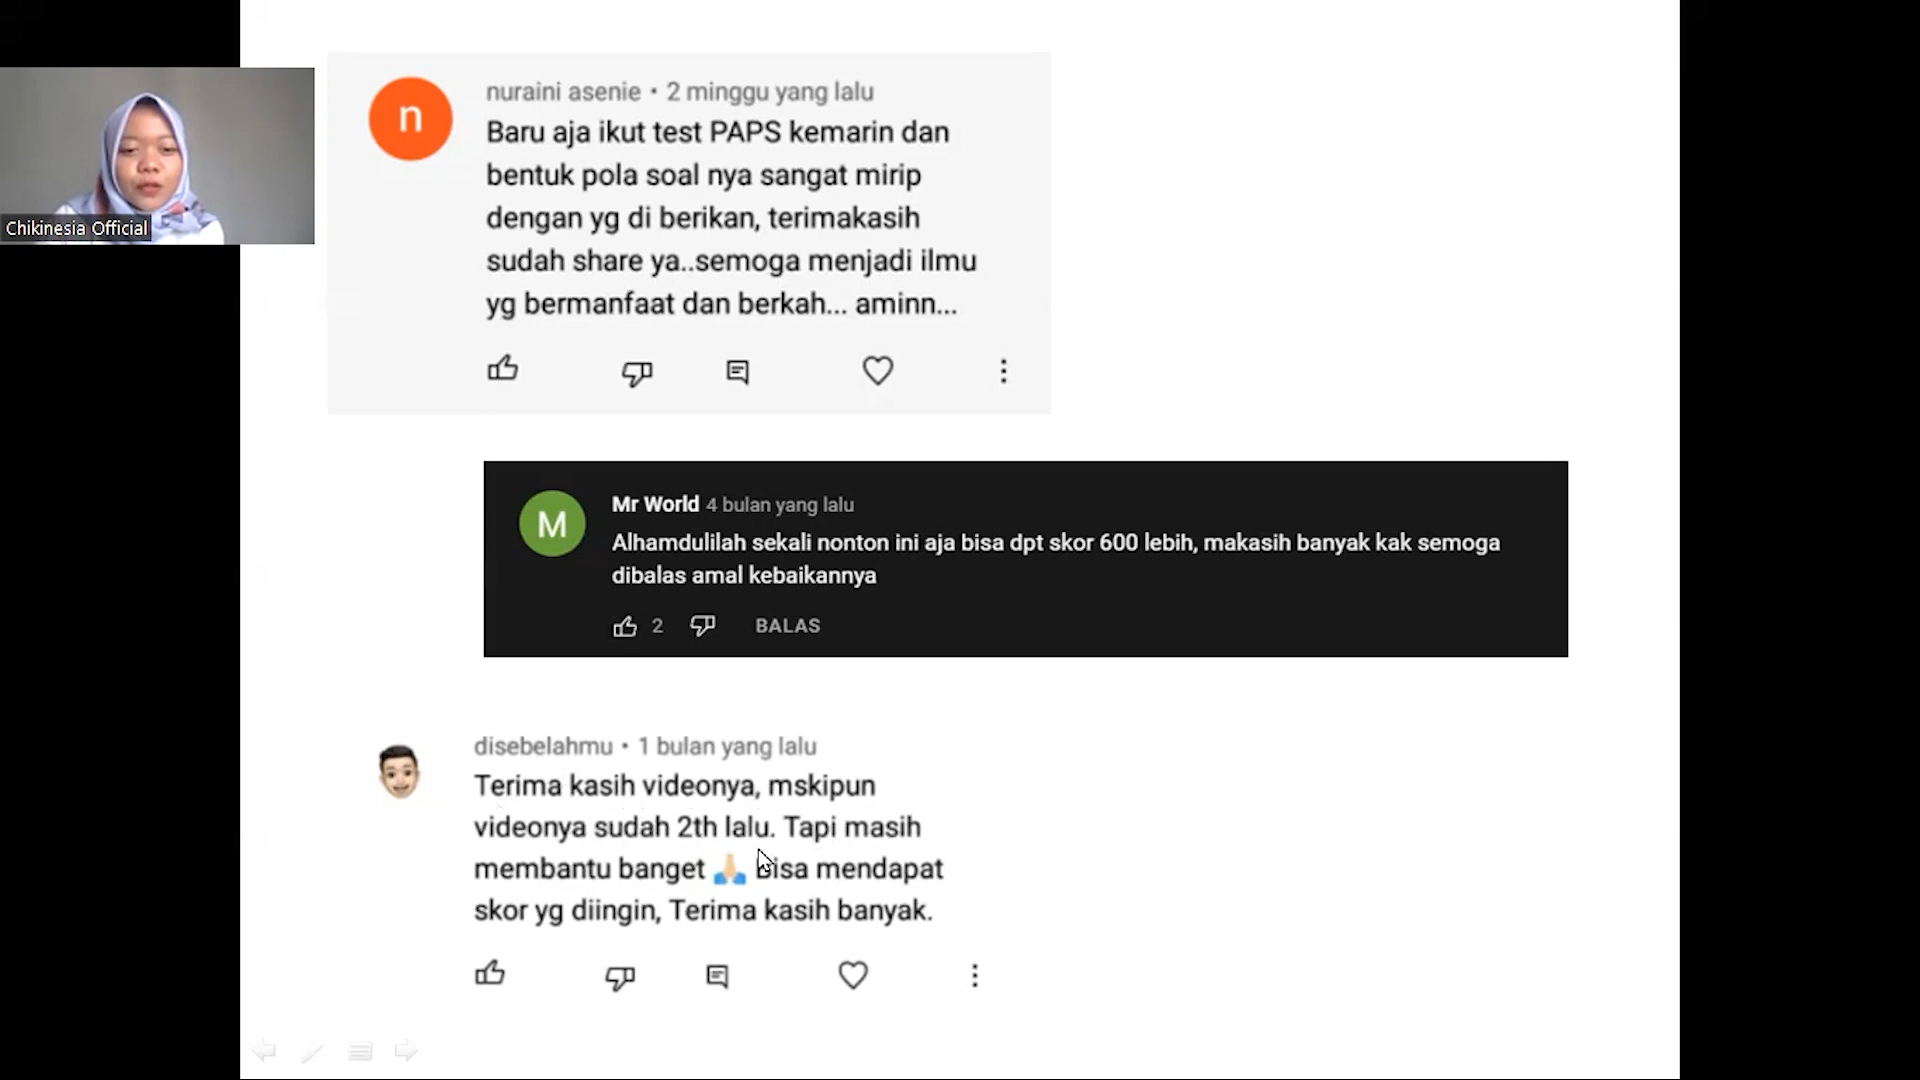 Chikinesia Official
n
nuraini asenie • 2 minggu yang lalu
Baru aja ikut test PAPS kemarin dan
bentuk pola soal nya sangat mirip
dengan yg di berikan, terimakasih
sudah share ya..semoga menjadi ilmu
yg bermanfaat dan berkah... aminn...
M
Mr World 4 bulan yang lalu
Alhamdulilah sekali nonton ini aja bisa dpt skor 600 lebih, makasih banyak kak semoga
dibalas amal kebaikannya
2 BALAS
disebelahmu • 1 bulan yang lalu
Terima kasih videonya, mskipun
videonya sudah 2th lalu. Tapi masih
membantu banget 🙏🏼 Bisa mendapat
skor yg diingin, Terima kasih banyak.